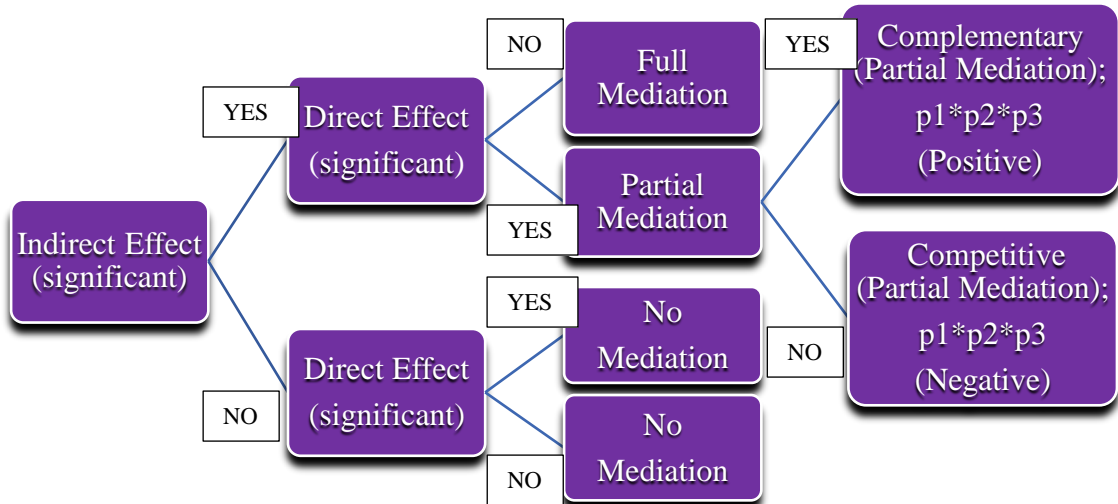 Indirect Effect
(significant)
YES
Direct Effect
(significant)
NO
Direct Effect
(significant)
NO
Full
Mediation
YES
Partial
Mediation
YES
No
Mediation
NO
No
Mediation
YES
Complementary
(Partial Mediation);
p1*p2*p3
(Positive)
NO
Competitive
(Partial Mediation);
p1*p2*p3
(Negative)